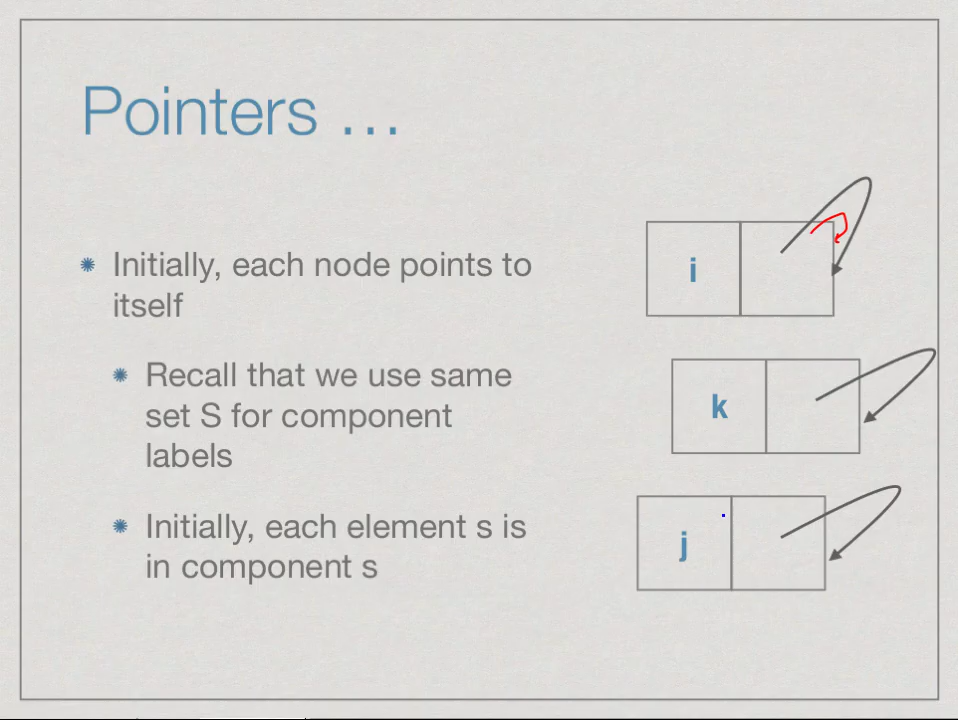 Pointers …
Initially, each node points to
itself
Recall that we use same
set S for component
labels
Initially, each element s is
in component s
i
k
j